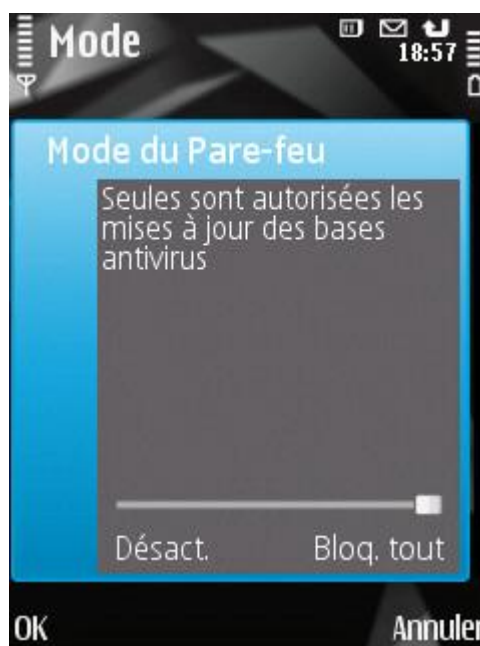 Mode
18:57
Mode du Pare-feu
Seules sont autorisées les
mises à jour des bases
antivirus
Désact. Bloq. tout
OK Annuler